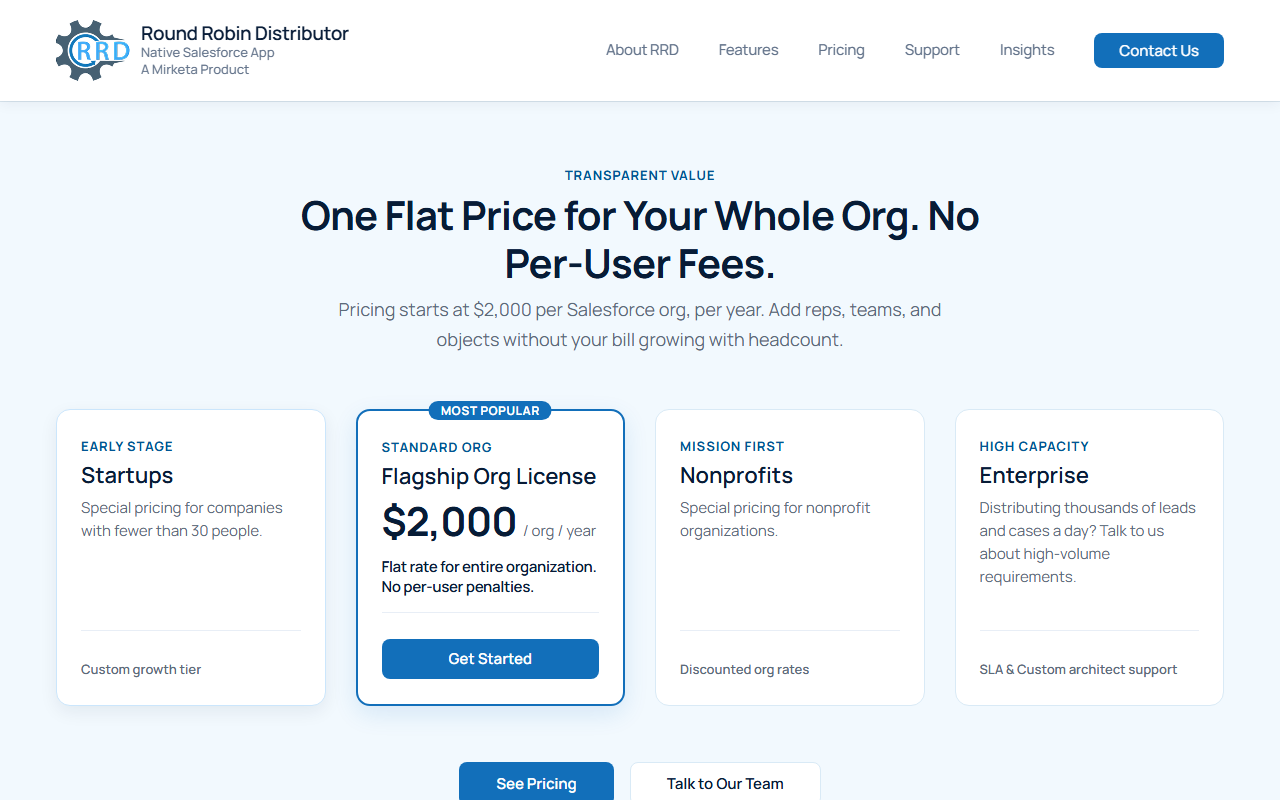 RRD
Round Robin Distributor
Native Salesforce App
A Mirketa Product
About RRD
Features
Pricing
Support
Insights
Contact Us
TRANSPARENT VALUE
One Flat Price for Your Whole Org. No
Per-User Fees.
Pricing starts at $2,000 per Salesforce org, per year. Add reps, teams, and
objects without your bill growing with headcount.
EARLY STAGE
Startups
Special pricing for companies
with fewer than 30 people.
Custom growth tier
MOST POPULAR
STANDARD ORG
Flagship Org License
$2,000 / org / year
Flat rate for entire organization.
No per-user penalties.
Get Started
MISSION FIRST
Nonprofits
Special pricing for nonprofit
organizations.
Discounted org rates
HIGH CAPACITY
Enterprise
Distributing thousands of leads
and cases a day? Talk to us
about high-volume
requirements.
SLA & Custom architect support
See Pricing
Talk to Our Team